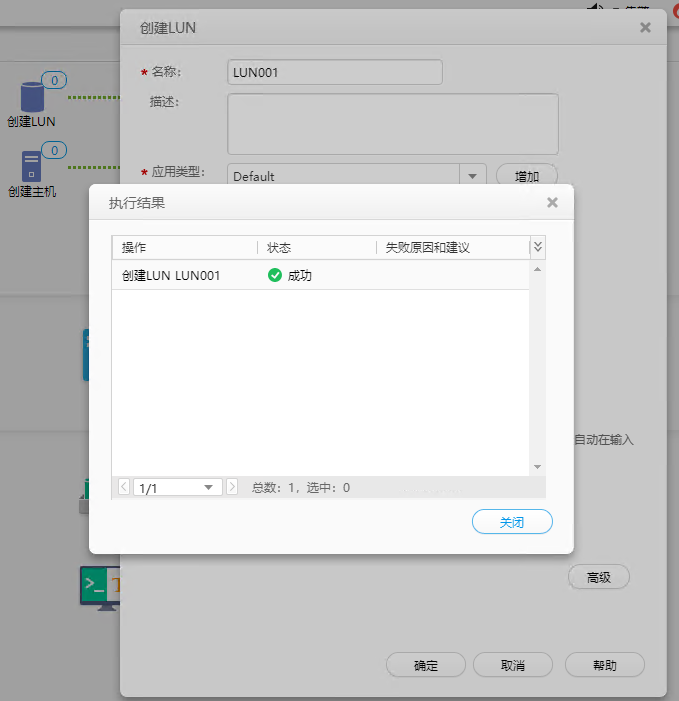 创建LUN
* 名称： LUN001
描述：
* 应用类型： Default 增加
0
创建LUN
0
创建主机
执行结果
操作 状态 失败原因和建议
创建LUN LUN001 成功
1/1 总数：1，选中：0
关闭
自动在输入
高级
确定 取消 帮助